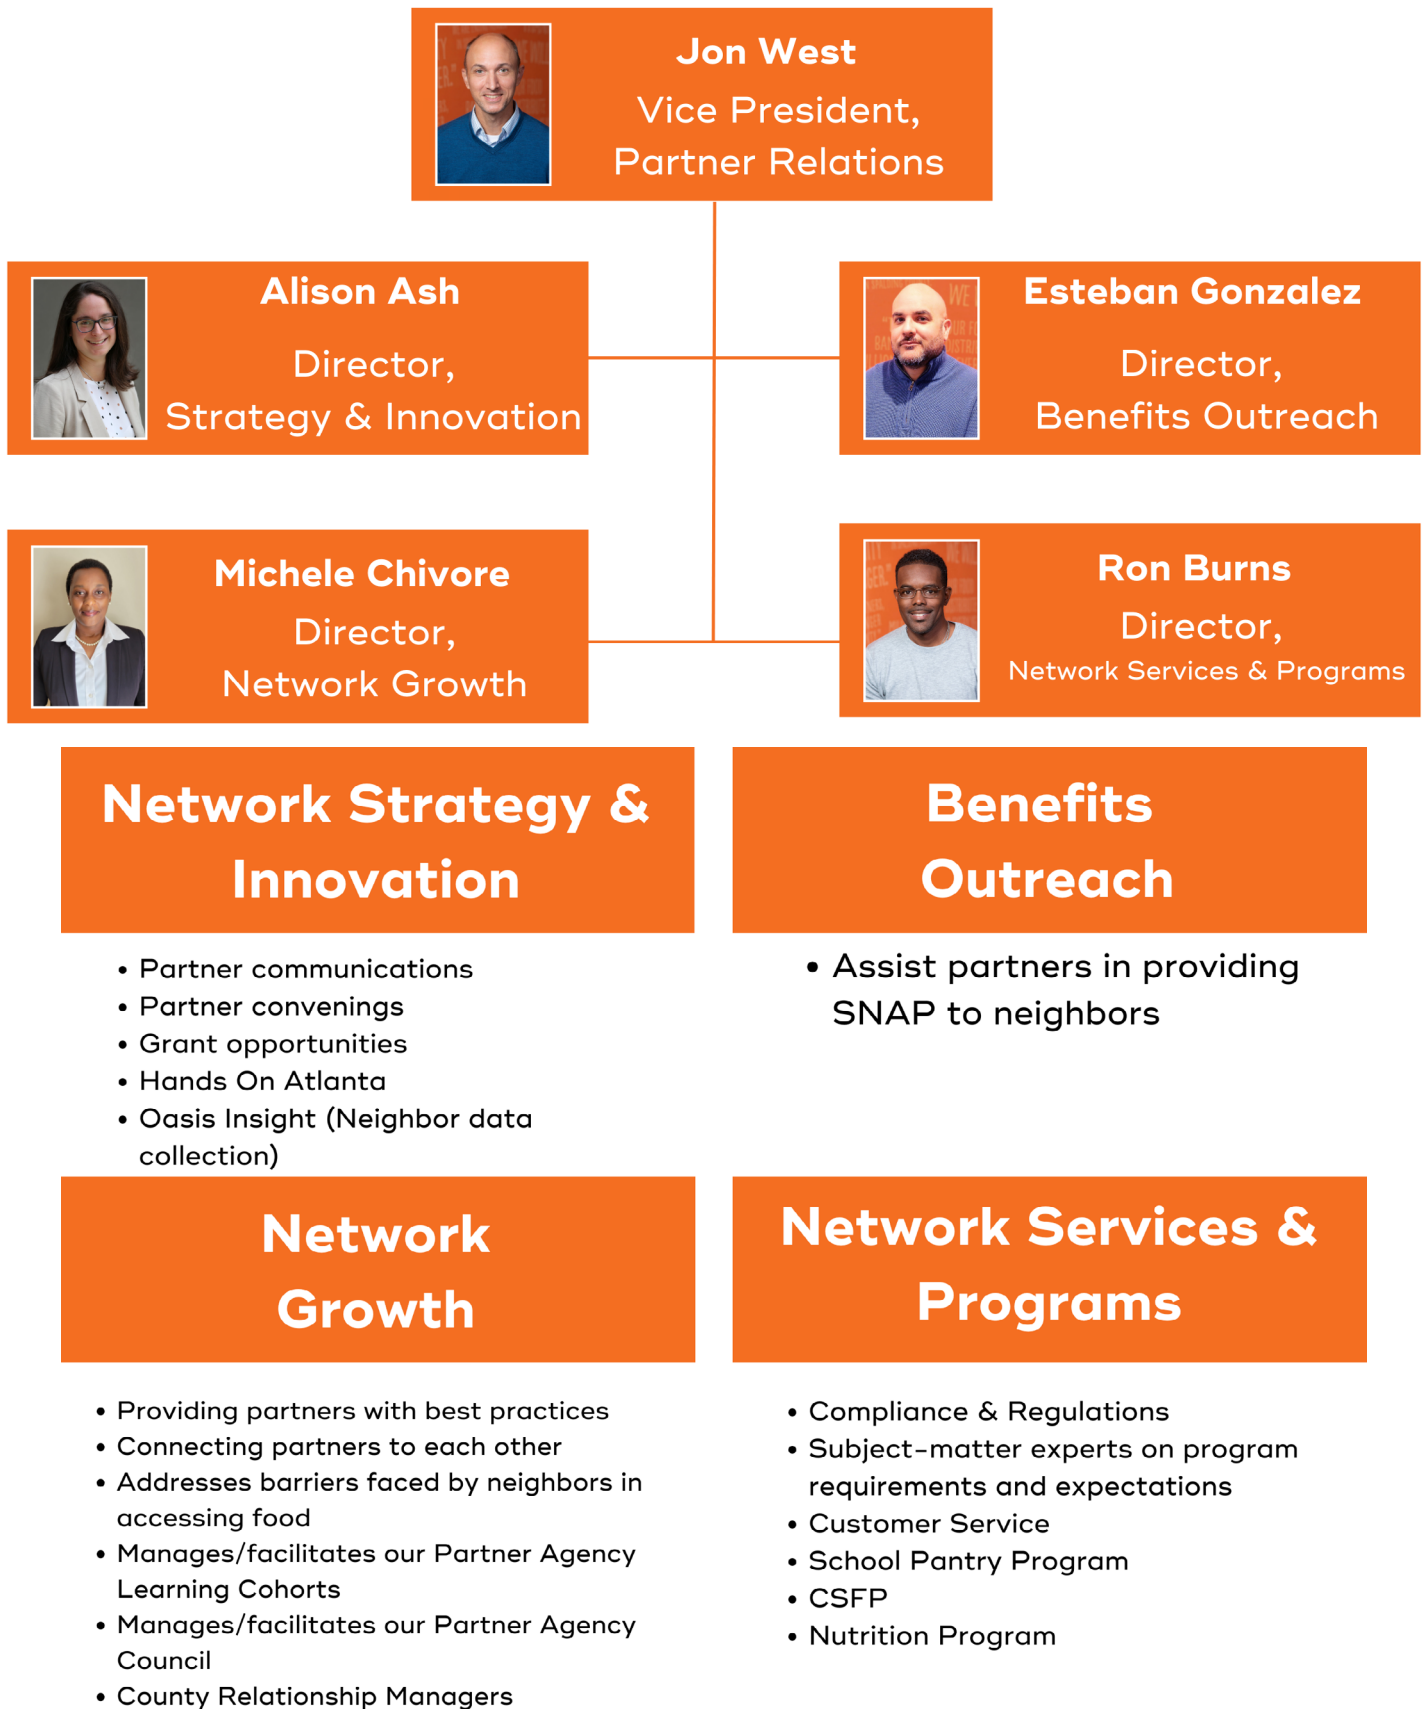 Jon West
Vice President,
Partner Relations
Alison Ash
Director,
Strategy & Innovation
Esteban Gonzalez
Director,
Benefits Outreach
Michele Chivore
Director,
Network Growth
Ron Burns
Director,
Network Services & Programs
Network Strategy &
Innovation
• Partner communications
• Partner convenings
• Grant opportunities
• Hands On Atlanta
• Oasis Insight (Neighbor data
collection)
Benefits
Outreach
• Assist partners in providing
SNAP to neighbors
Network
Growth
• Providing partners with best practices
• Connecting partners to each other
• Addresses barriers faced by neighbors in
accessing food
• Manages/facilitates our Partner Agency
Learning Cohorts
• Manages/facilitates our Partner Agency
Council
• County Relationship Managers
Network Services &
Programs
• Compliance & Regulations
• Subject-matter experts on program
requirements and expectations
• Customer Service
• School Pantry Program
• CSFP
• Nutrition Program